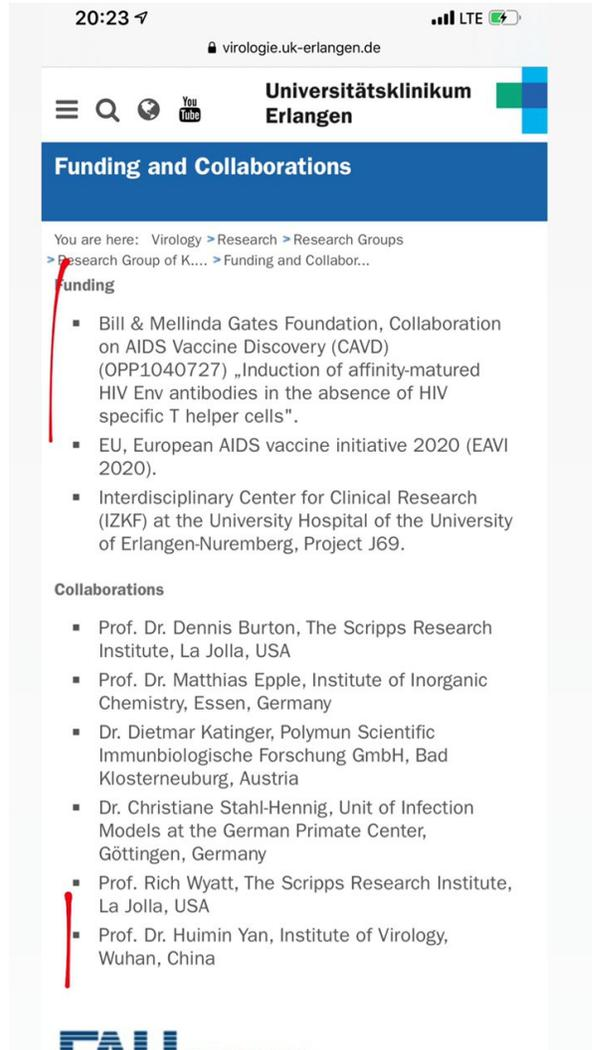 20:23
LTE
virologie.uk-erlangen.de
You
Tube
Universitätsklinikum
Erlangen
Funding and Collaborations
You are here: Virology > Research > Research Groups
> Research Group of K.... > Funding and Collabor...
Funding
▪ Bill & Mellinda Gates Foundation, Collaboration
on AIDS Vaccine Discovery (CAVD)
(OPP1040727) „Induction of affinity-matured
HIV Env antibodies in the absence of HIV
specific T helper cells".
▪ EU, European AIDS vaccine initiative 2020 (EAVI
2020).
▪ Interdisciplinary Center for Clinical Research
(IZKF) at the University Hospital of the University
of Erlangen-Nuremberg, Project J69.
Collaborations
▪ Prof. Dr. Dennis Burton, The Scripps Research
Institute, La Jolla, USA
▪ Prof. Dr. Matthias Epple, Institute of Inorganic
Chemistry, Essen, Germany
▪ Dr. Dietmar Katinger, Polymun Scientific
Immunbiologische Forschung GmbH, Bad
Klosterneuburg, Austria
▪ Dr. Christiane Stahl-Hennig, Unit of Infection
Models at the German Primate Center,
Göttingen, Germany
▪ Prof. Rich Wyatt, The Scripps Research Institute,
La Jolla, USA
▪ Prof. Dr. Huimin Yan, Institute of Virology,
Wuhan, China